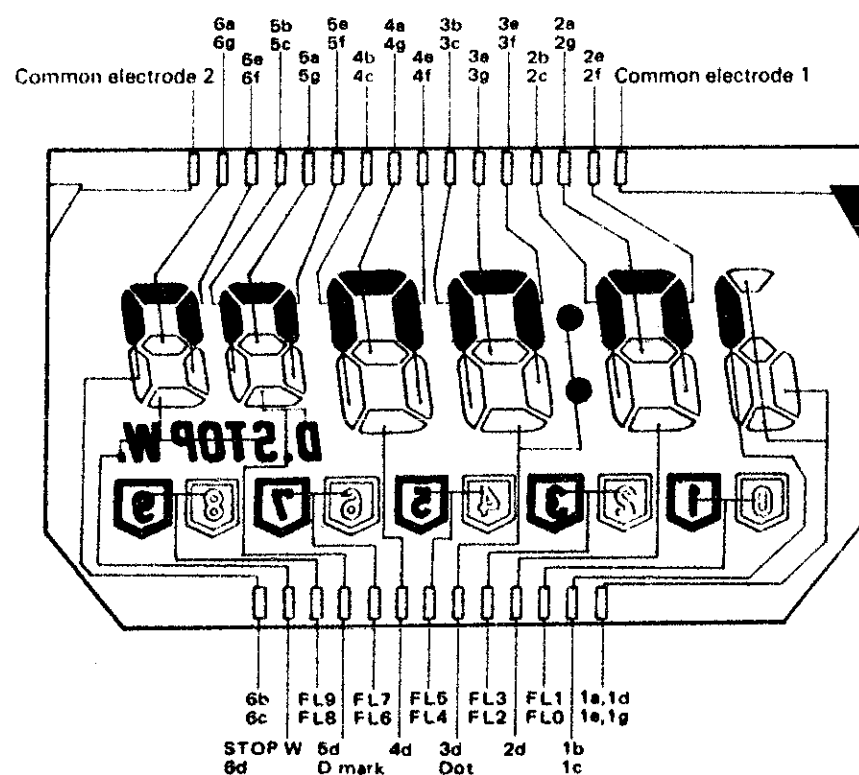 6a 5b 5e 4a 3b 3e 2a
6g 5c 5f 4g 3c 3f 2g
6e 5a 4b 4e 3a 2b 2e
Common electrode 2 6f 5g 4c 4f 3g 2c 2f Common electrode 1
D.STOP W.
9 8 7 6 5 4 3 2 1 0
6b FL9 FL7 FL5 FL3 FL1 1a,1d
6c FL8 FL6 FL4 FL2 FL0 1e,1g
STOP W 5d 4d 3d 2d 1b
6d D mark Dot 1c